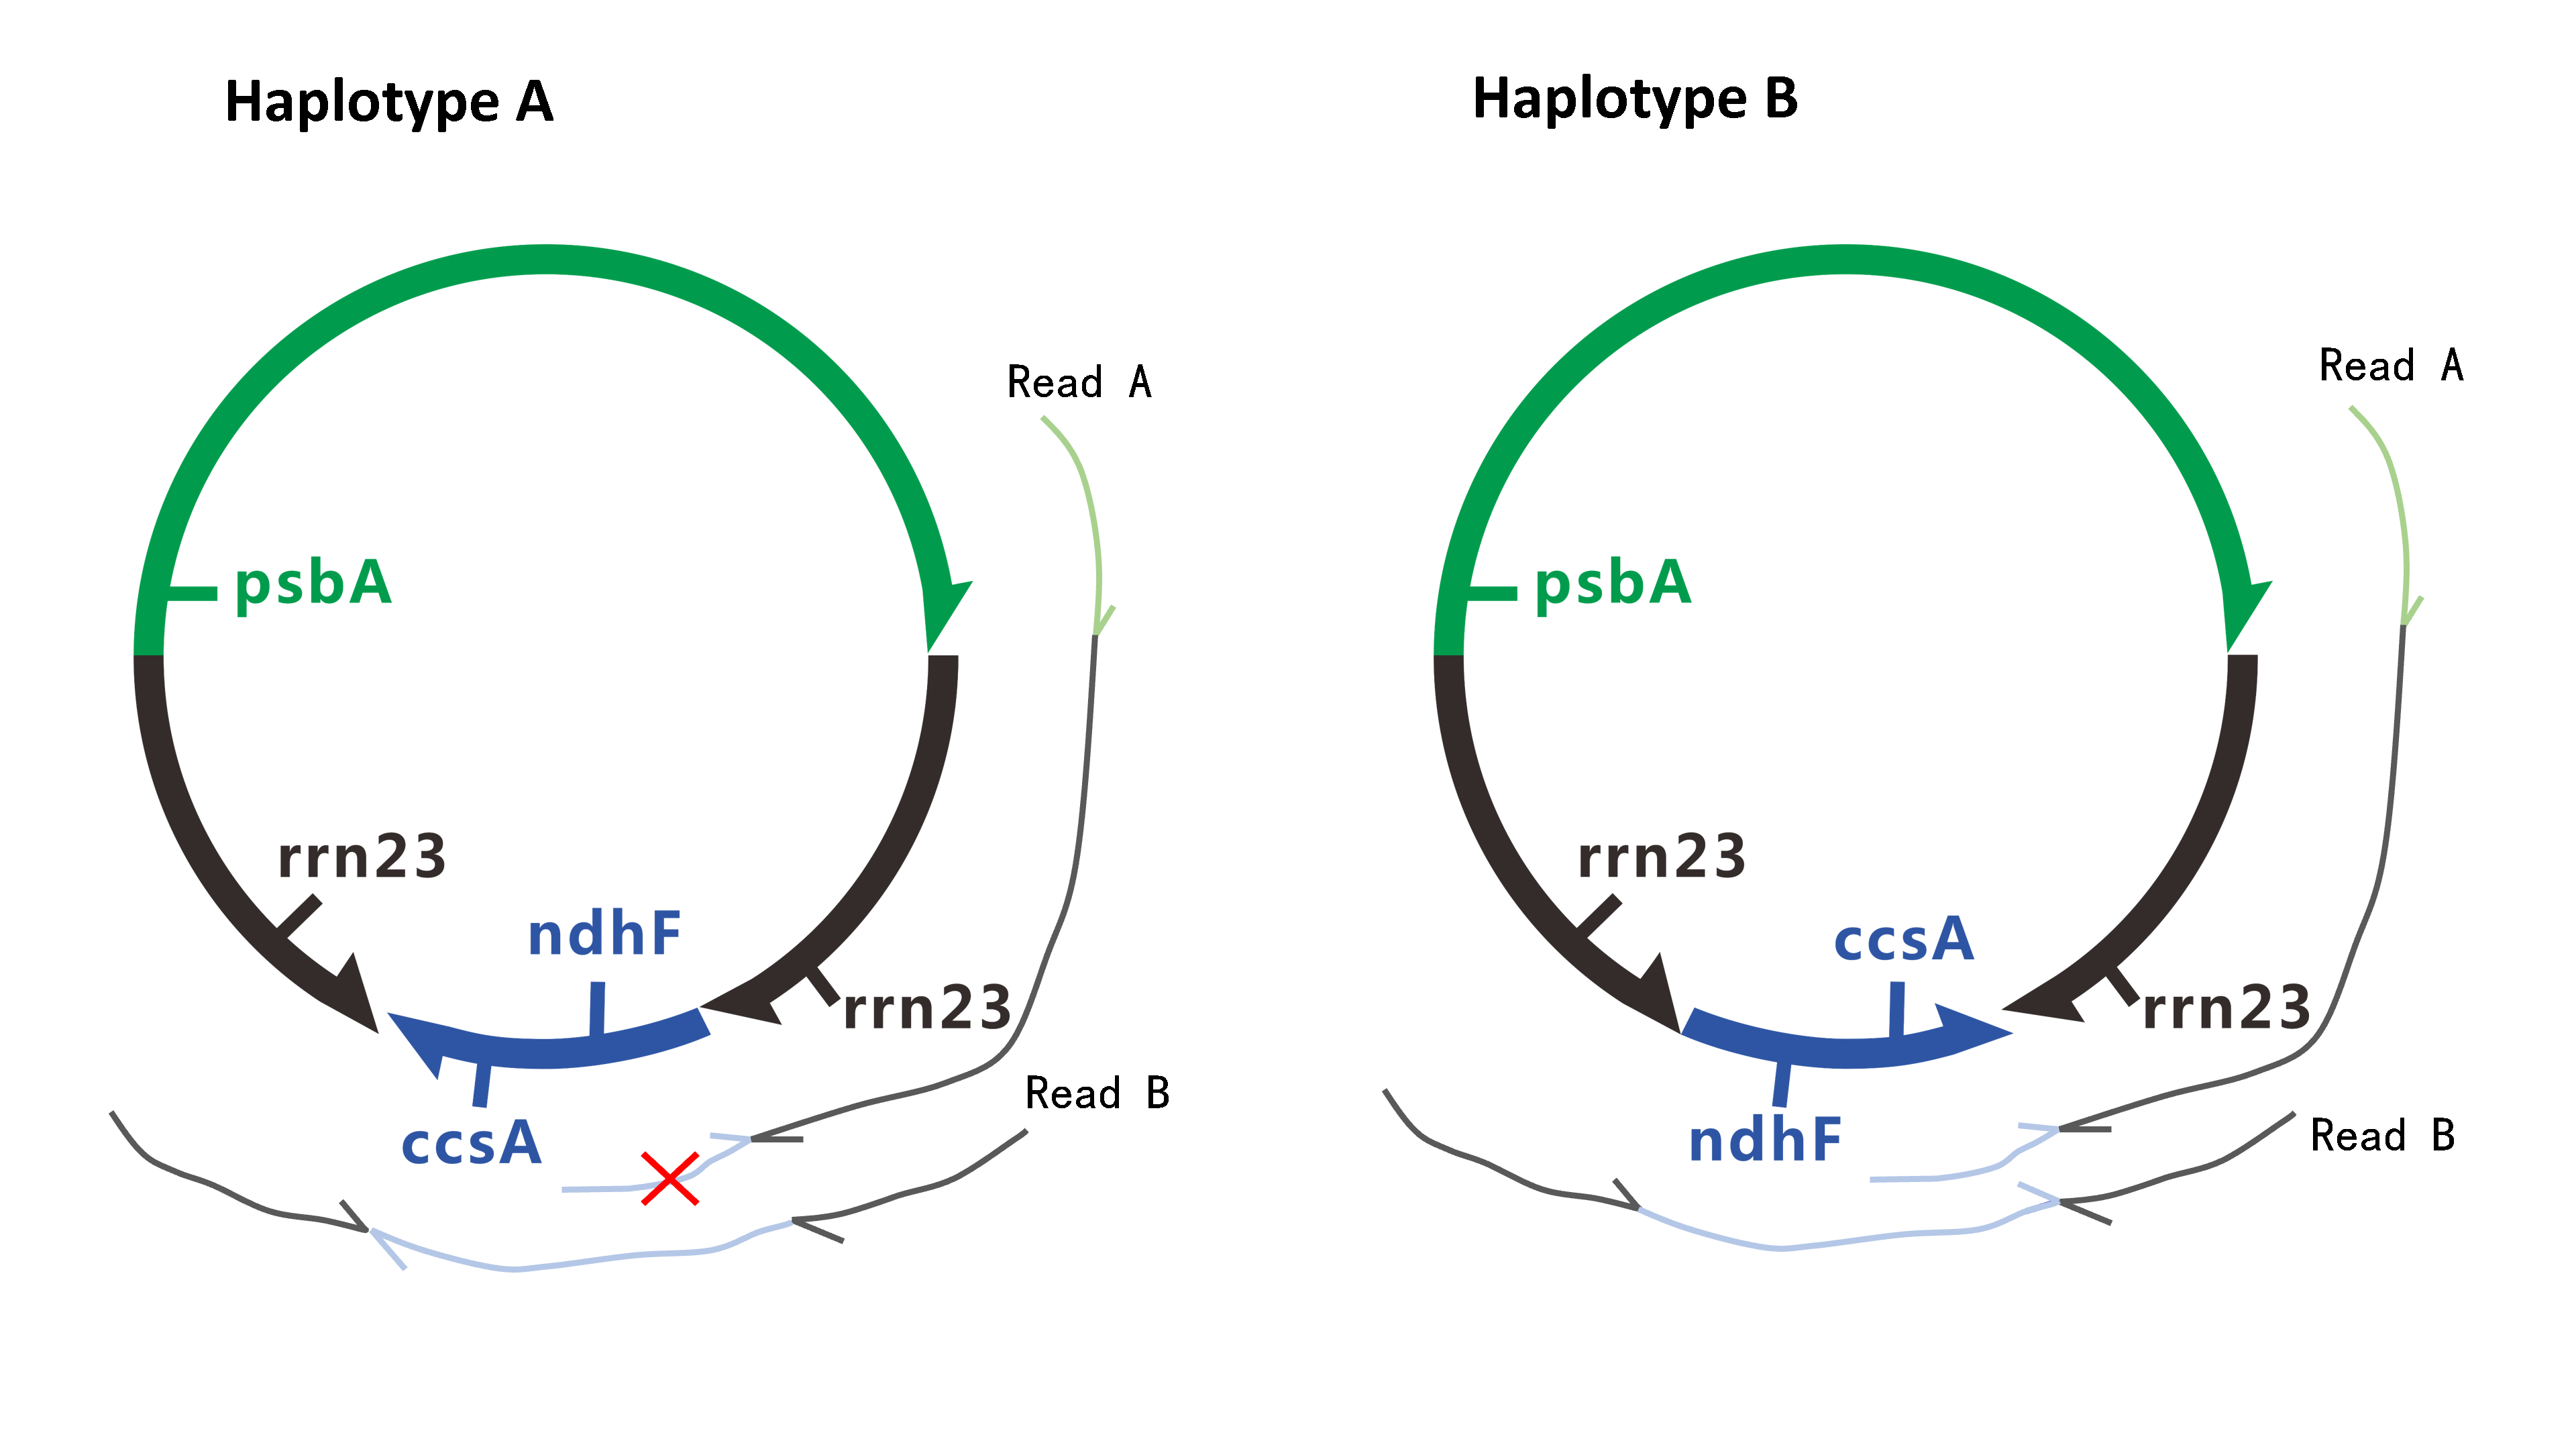 Haplotype A
Read A
psbA
rrn23
ndhF
rrn23
ccsA
Read B
Haplotype B
Read A
psbA
rrn23
ccsA
rrn23
ndhF
Read B